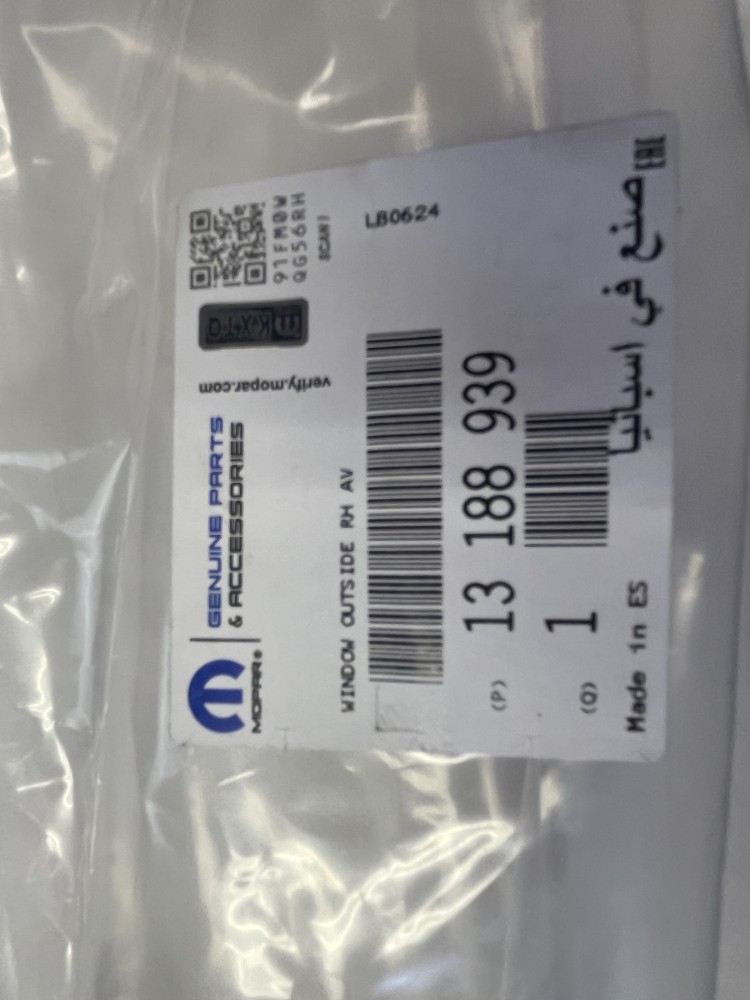 MOPAR®
GENUINE PARTS
& ACCESSORIES
verify.mopar.com
91FM0W
QG56RH
SCAN!
WINDOW OUTSIDE RH AV
LB0624
(P) 13 188 939
(Q) 1
Made in ES
صنع في اسبانيا
EAC